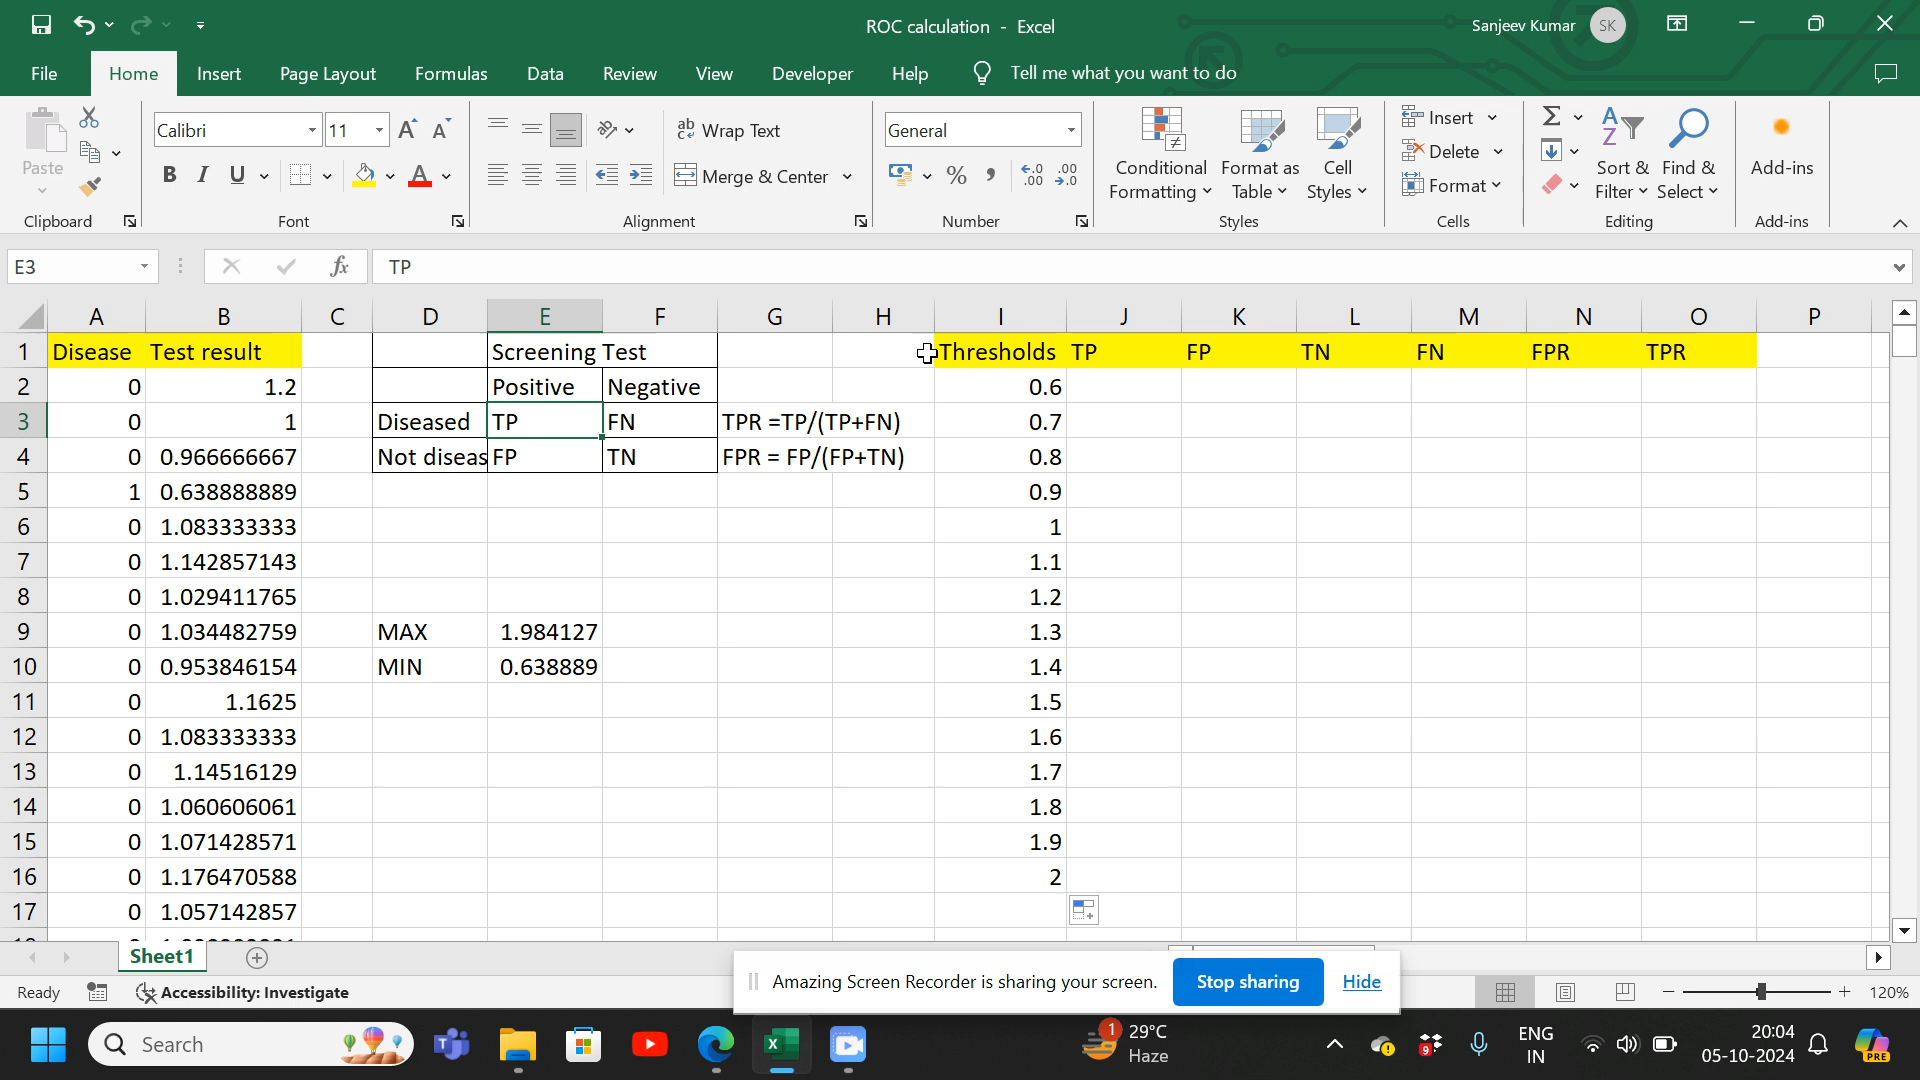 ROC calculation - Excel
Sanjeev Kumar SK
File Home Insert Page Layout Formulas Data Review View Developer Help Tell me what you want to do
Paste
Clipboard
Calibri 11
B I U
Font
Wrap Text
Merge & Center
Alignment
General
Number
Conditional Formatting
Format as Table
Cell Styles
Styles
Insert
Delete
Format
Cells
Sort & Filter
Find & Select
Editing
Add-ins
Add-ins
E3 fx TP
A B C D E F G H I J K L M N O P
1 Disease Test result Screening Test Thresholds TP FP TN FN FPR TPR
2 0 1.2 Positive Negative 0.6
3 0 1 Diseased TP FN TPR =TP/(TP+FN) 0.7
4 0 0.966666667 Not diseas FP TN FPR = FP/(FP+TN) 0.8
5 1 0.638888889 0.9
6 0 1.083333333 1
7 0 1.142857143 1.1
8 0 1.029411765 1.2
9 0 1.034482759 MAX 1.984127 1.3
10 0 0.953846154 MIN 0.638889 1.4
11 0 1.1625 1.5
12 0 1.083333333 1.6
13 0 1.14516129 1.7
14 0 1.060606061 1.8
15 0 1.071428571 1.9
16 0 1.176470588 2
17 0 1.057142857
Sheet1
Amazing Screen Recorder is sharing your screen. Stop sharing Hide
Ready Accessibility: Investigate 120%
Search
1 29°C
Haze
9
ENG
IN
20:04
05-10-2024
PRE